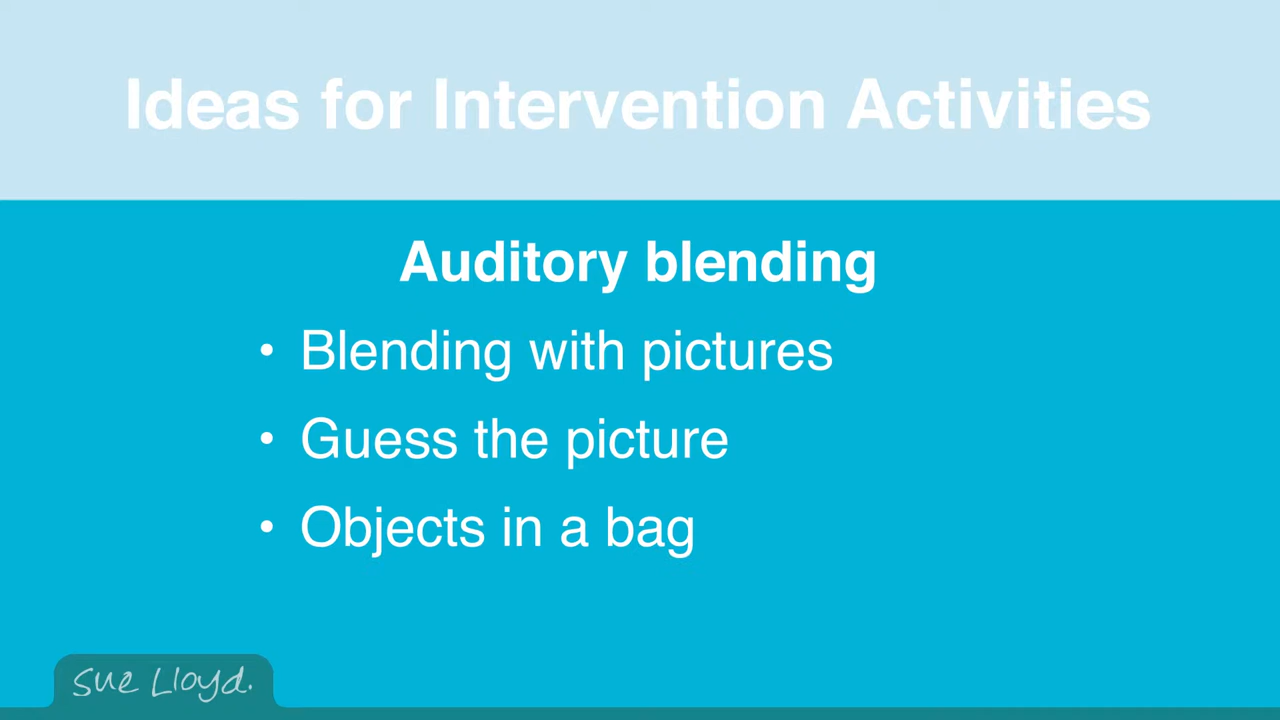 Ideas for Intervention Activities
Auditory blending
• Blending with pictures
• Guess the picture
• Objects in a bag
Sue Lloyd.